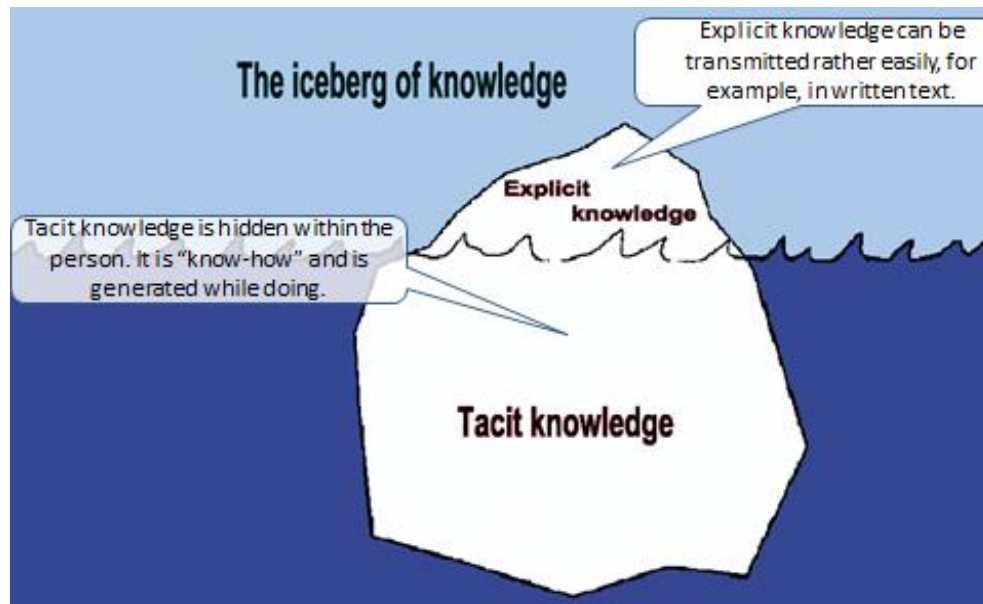 Explicit knowledge can be
transmitted rather easily, for
example, in written text.
The iceberg of knowledge
Explicit
knowledge
Tacit knowledge is hidden within the
person. It is “know-how” and is
generated while doing.
Tacit knowledge